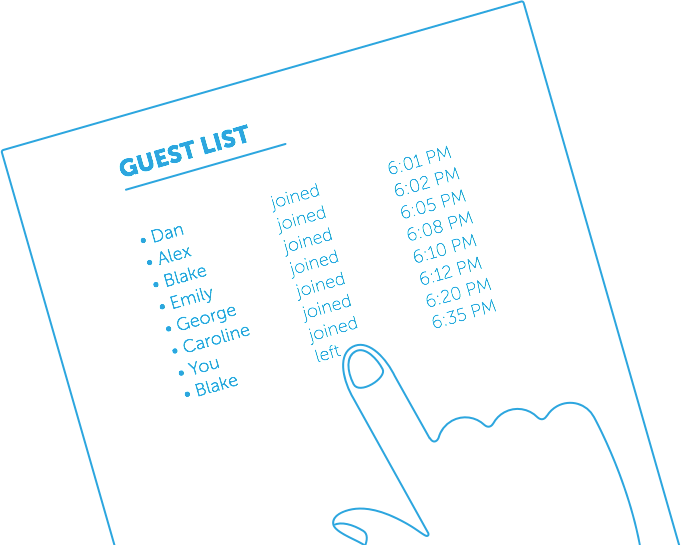 GUEST LIST
• Dan joined 6:01 PM
• Alex joined 6:02 PM
• Blake joined 6:05 PM
• Emily joined 6:08 PM
• George joined 6:10 PM
• Caroline joined 6:12 PM
• You joined 6:20 PM
• Blake left 6:35 PM